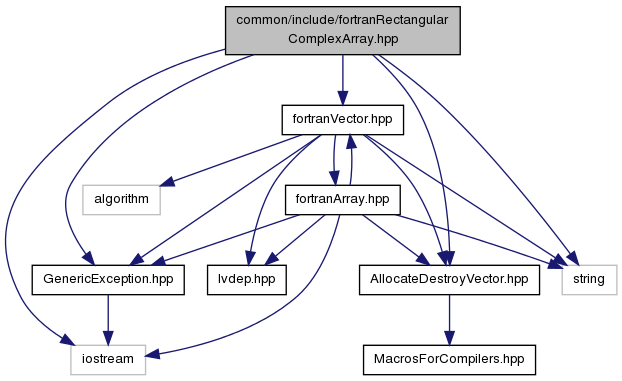 common/include/fortranRectangular
ComplexArray.hpp
fortranVector.hpp
algorithm
fortranArray.hpp
GenericException.hpp
lvdep.hpp
AllocateDestroyVector.hpp
string
iostream
MacrosForCompilers.hpp